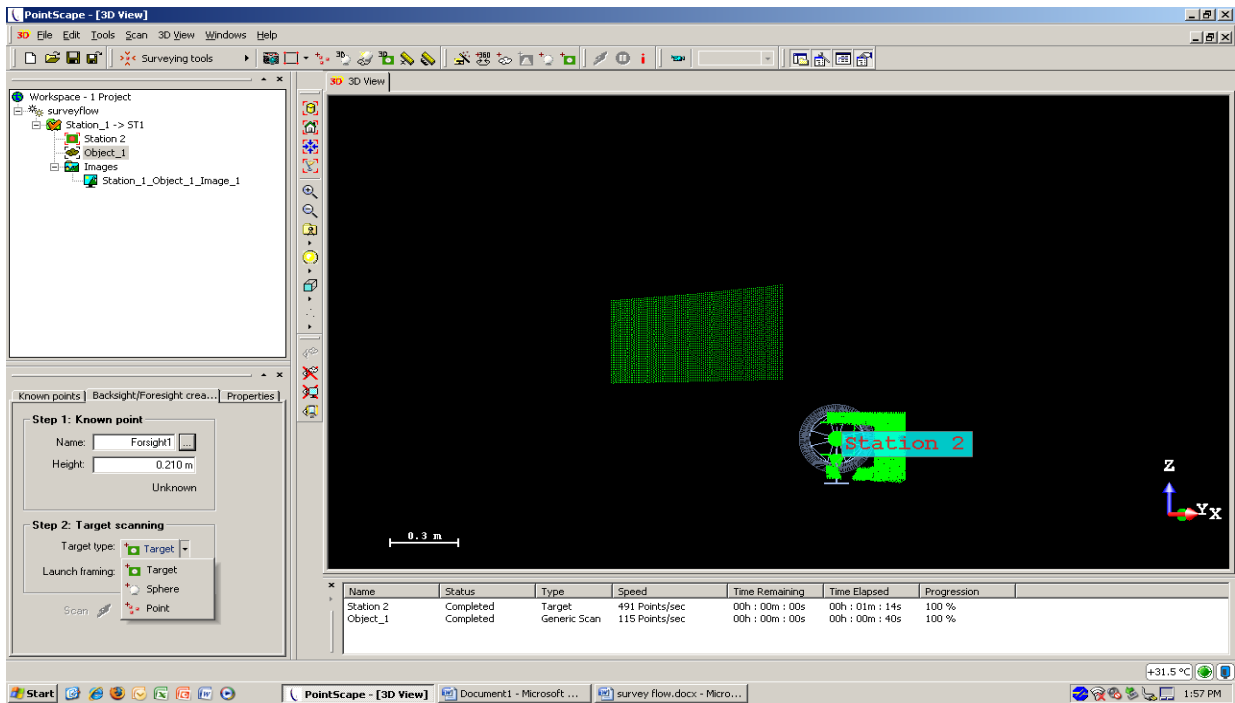 PointScape - [3D View]
3D File Edit Tools Scan 3D View Windows Help
Surveying tools
3D 3D View
Workspace - 1 Project
surveyflow
Station_1 -> ST1
Station 2
Object_1
Images
Station_1_Object_1_Image_1
Known points Backsight/Foresight crea... Properties
Step 1: Known point
Name: Forsight1 ...
Height: 0.210 m
Unknown
Step 2: Target scanning
Target type: Target
Launch framing: Target
Sphere
Scan Point
Station 2
Z
Y X
0.3 m
Name Status Type Speed Time Remaining Time Elapsed Progression
Station 2 Completed Target 491 Points/sec 00h : 00m : 00s 00h : 01m : 14s 100 %
Object_1 Completed Generic Scan 115 Points/sec 00h : 00m : 00s 00h : 00m : 40s 100 %
+31.5 °C
Start PointScape - [3D View] Document1 - Microsoft ... survey flow.docx - Micro... 1:57 PM